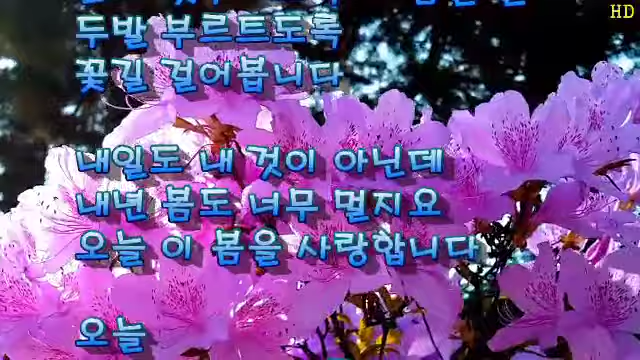 HD
두발 부르트도록
꽃길 걸어봅니다
내일도 내 것이 아닌데
내년 봄도 너무 멀지요
오늘 이 봄을 사랑합니다
오늘